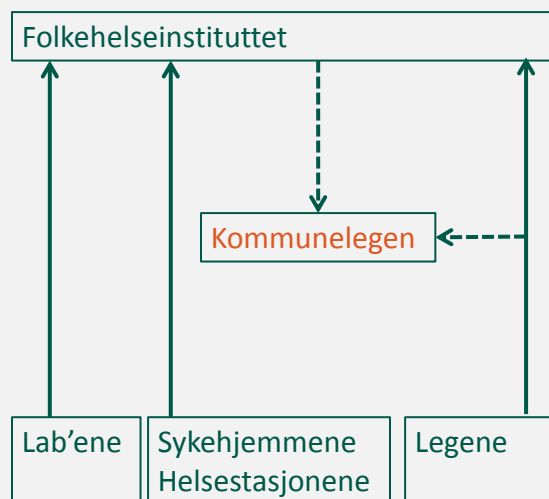 Folkehelseinstituttet
Kommunelegen
Lab'ene
Sykehjemmene
Helsestasjonene
Legene